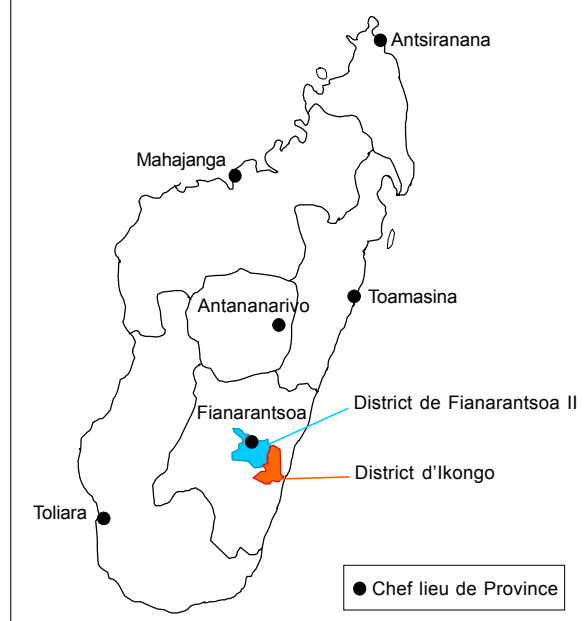 Antsiranana
Mahajanga
Antananarivo
Toamasina
Fianarantsoa
District de Fianarantsoa II
District d'Ikongo
Toliara
Chef lieu de Province